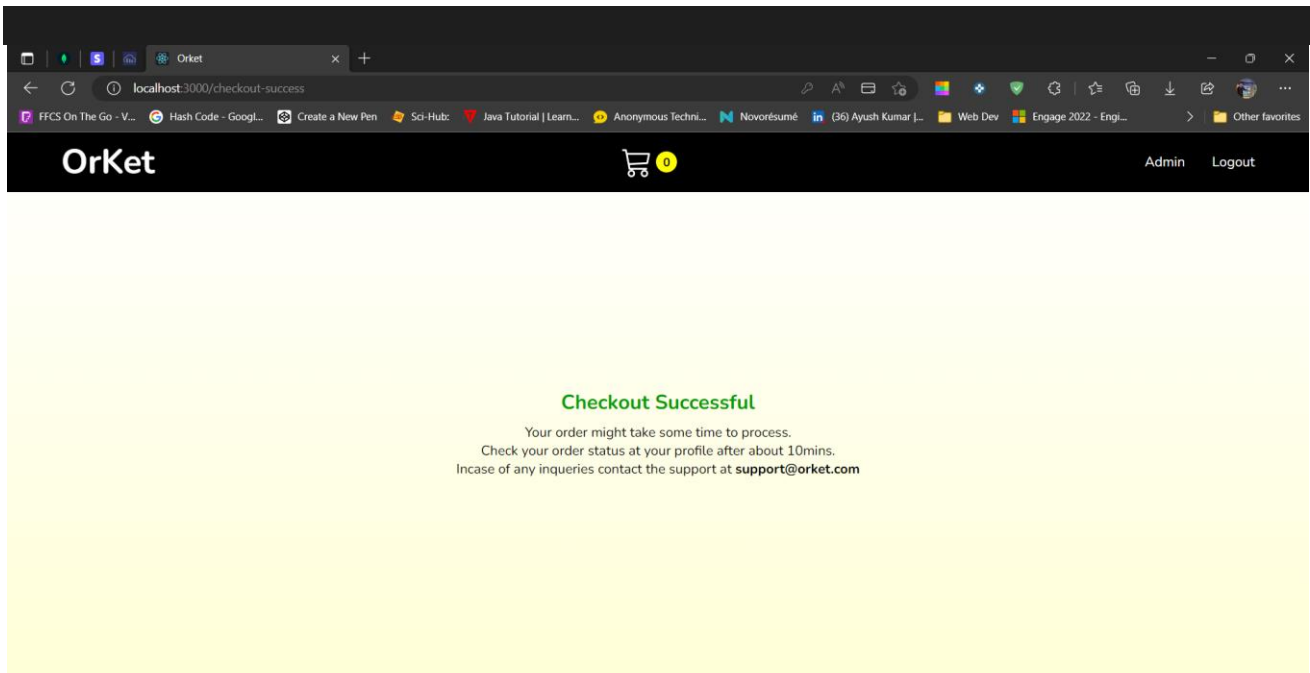 Orket
localhost:3000/checkout-success
FFCS On The Go - V... Hash Code - Googl... Create a New Pen Sci-Hub: Java Tutorial | Learn... Anonymous Techni... Novorésumé (36) Ayush Kumar |... Web Dev Engage 2022 - Engi... Other favorites
OrKet 0 Admin Logout
Checkout Successful
Your order might take some time to process.
Check your order status at your profile after about 10mins.
Incase of any inqueries contact the support at support@orket.com